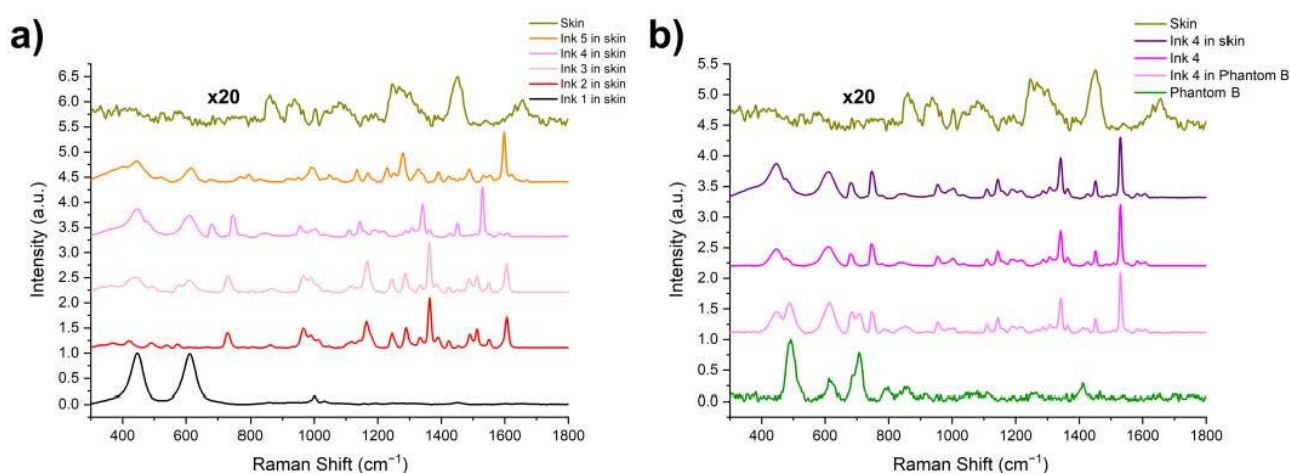 a)
Skin
Ink 5 in skin
Ink 4 in skin
Ink 3 in skin
Ink 2 in skin
Ink 1 in skin
x20
6.5
6.0
5.5
5.0
4.5
4.0
3.5
3.0
2.5
2.0
1.5
1.0
0.5
0.0
Intensity (a.u.)
400 600 800 1000 1200 1400 1600 1800
Raman Shift (cm⁻¹)
b)
Skin
Ink 4 in skin
Ink 4
Ink 4 in Phantom B
Phantom B
x20
5.5
5.0
4.5
4.0
3.5
3.0
2.5
2.0
1.5
1.0
0.5
0.0
Intensity (a.u.)
400 600 800 1000 1200 1400 1600 1800
Raman Shift (cm⁻¹)